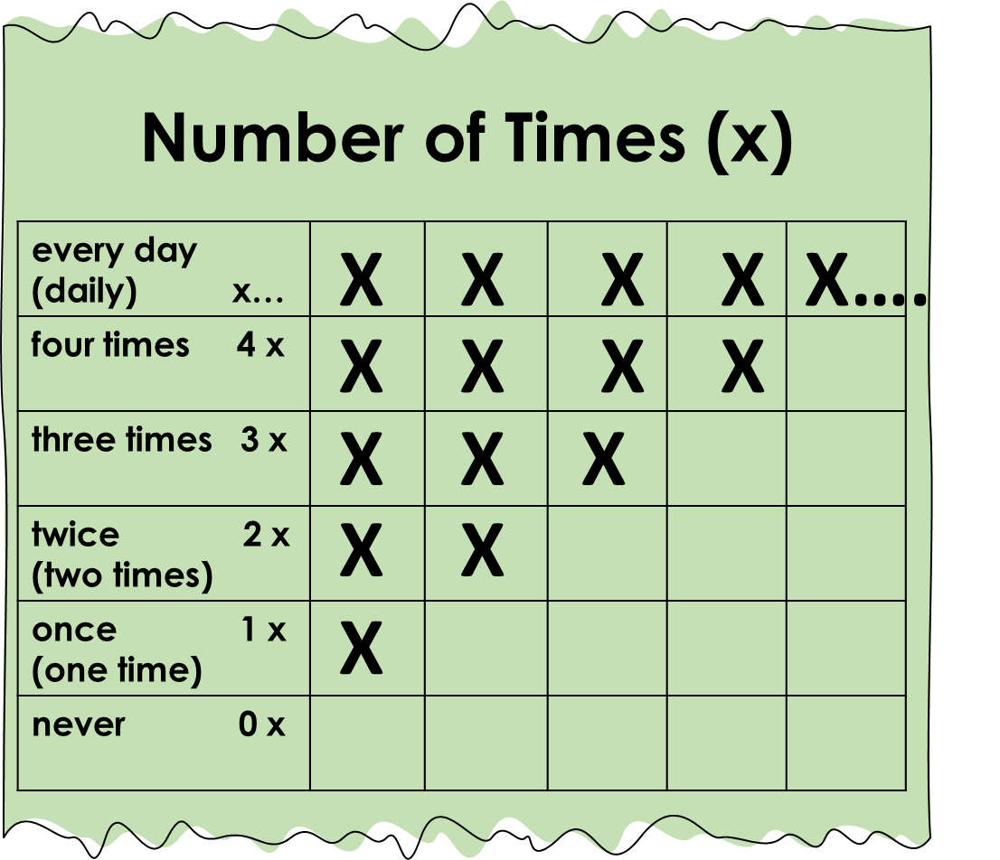 Number of Times (x)
every day
(daily) x... X X X X X....
four times 4 x X X X X
three times 3 x X X X
twice 2 x X X
(two times)
once 1 x X
(one time)
never 0 x